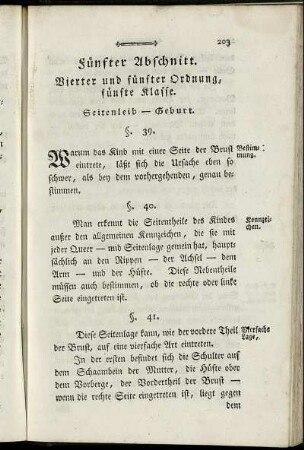 203
Fünfter Abschnitt.
Vierter und fünfter Ordnung,
fünfte Klasse.
Seitenleib — Geburt.
§. 39.
Warum das Kind mit einer Seite der Brust
eintrete, läßt sich die Ursache eben so
schwer, als bey dem vorhergehenden, genau be-
stimmen.
Bestim-
mung.
§. 40.
Man erkennt die Seitentheile des Kindes
außer den allgemeinen Kennzeichen, die sie mit
jeder Queer — und Seitenlage gemein hat, haupt-
sächlich an den Rippen — der Achsel — dem
Arm — und der Hüfte. Diese Nebentheile
müssen auch bestimmen, ob die rechte oder linke
Seite eingetreten ist.
Kennzei-
chen.
§. 41.
Diese Seitenlage kann, wie der vordere Theil
der Brust, auf eine vierfache Art eintreten.
Vierfache
Lage.
In der ersten befindet sich die Schulter auf
dem Schaambein der Mutter, die Hüfte ober
dem Vorberge, der Vordertheil der Brust —
wenn die rechte Seite eingetreten ist, liegt gegen
dem